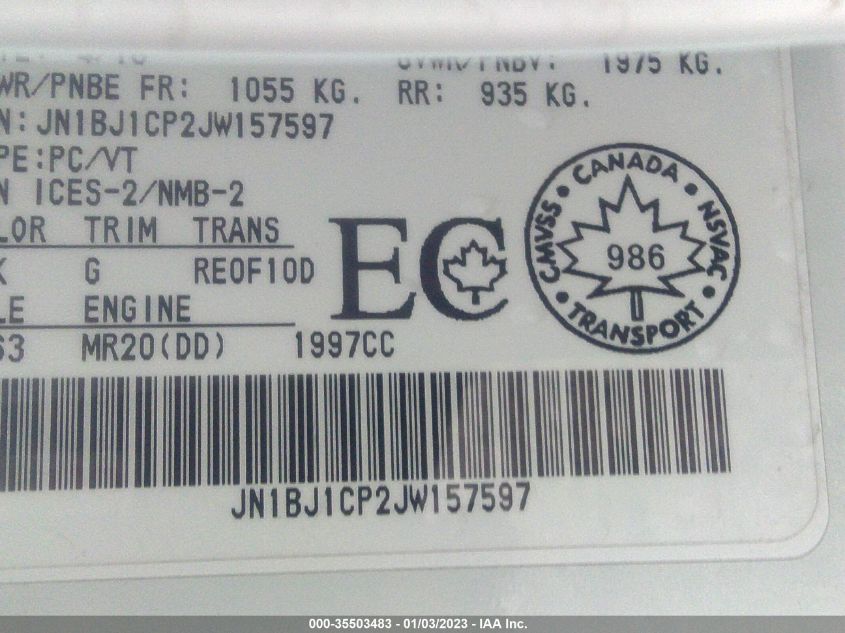 GVWR/PNBV: 1975 KG.
WR/PNBE FR: 1055 KG. RR: 935 KG.
N: JN1BJ1CP2JW157597
PE: PC/VT
N ICES-2/NMB-2
LOR TRIM TRANS
K G RE0F10D
LE ENGINE
63 MR20(DD) 1997CC
EC
CANADA
CMVSS
NSVAC
986
TRANSPORT
JN1BJ1CP2JW157597
000-35503483 - 01/03/2023 - IAA Inc.